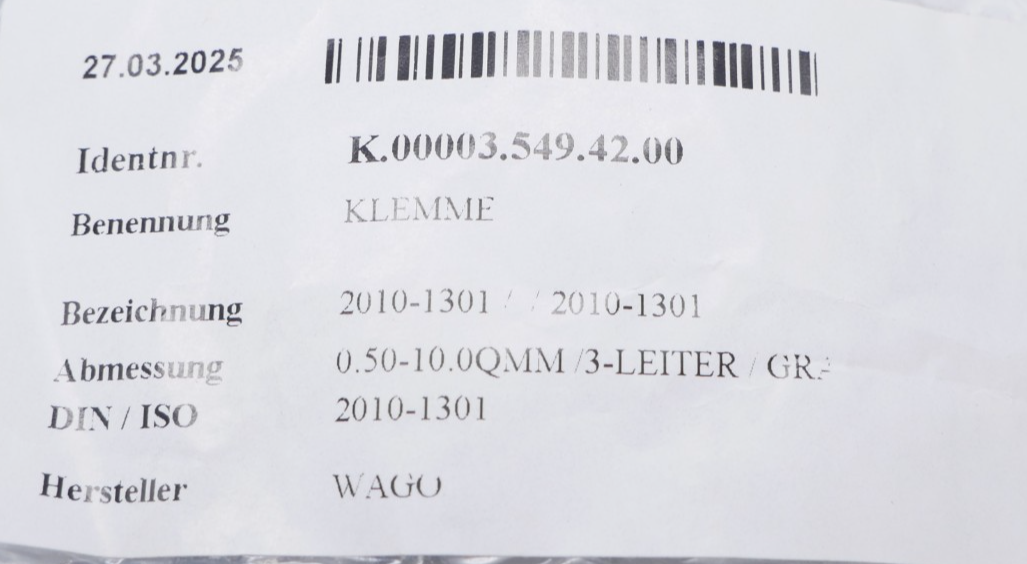 27.03.2025
Identnr. K.00003.549.42.00
Benennung KLEMME
Bezeichnung 2010-1301 / / 2010-1301
Abmessung 0.50-10.0QMM /3-LEITER / GRA
DIN / ISO 2010-1301
Hersteller WAGO